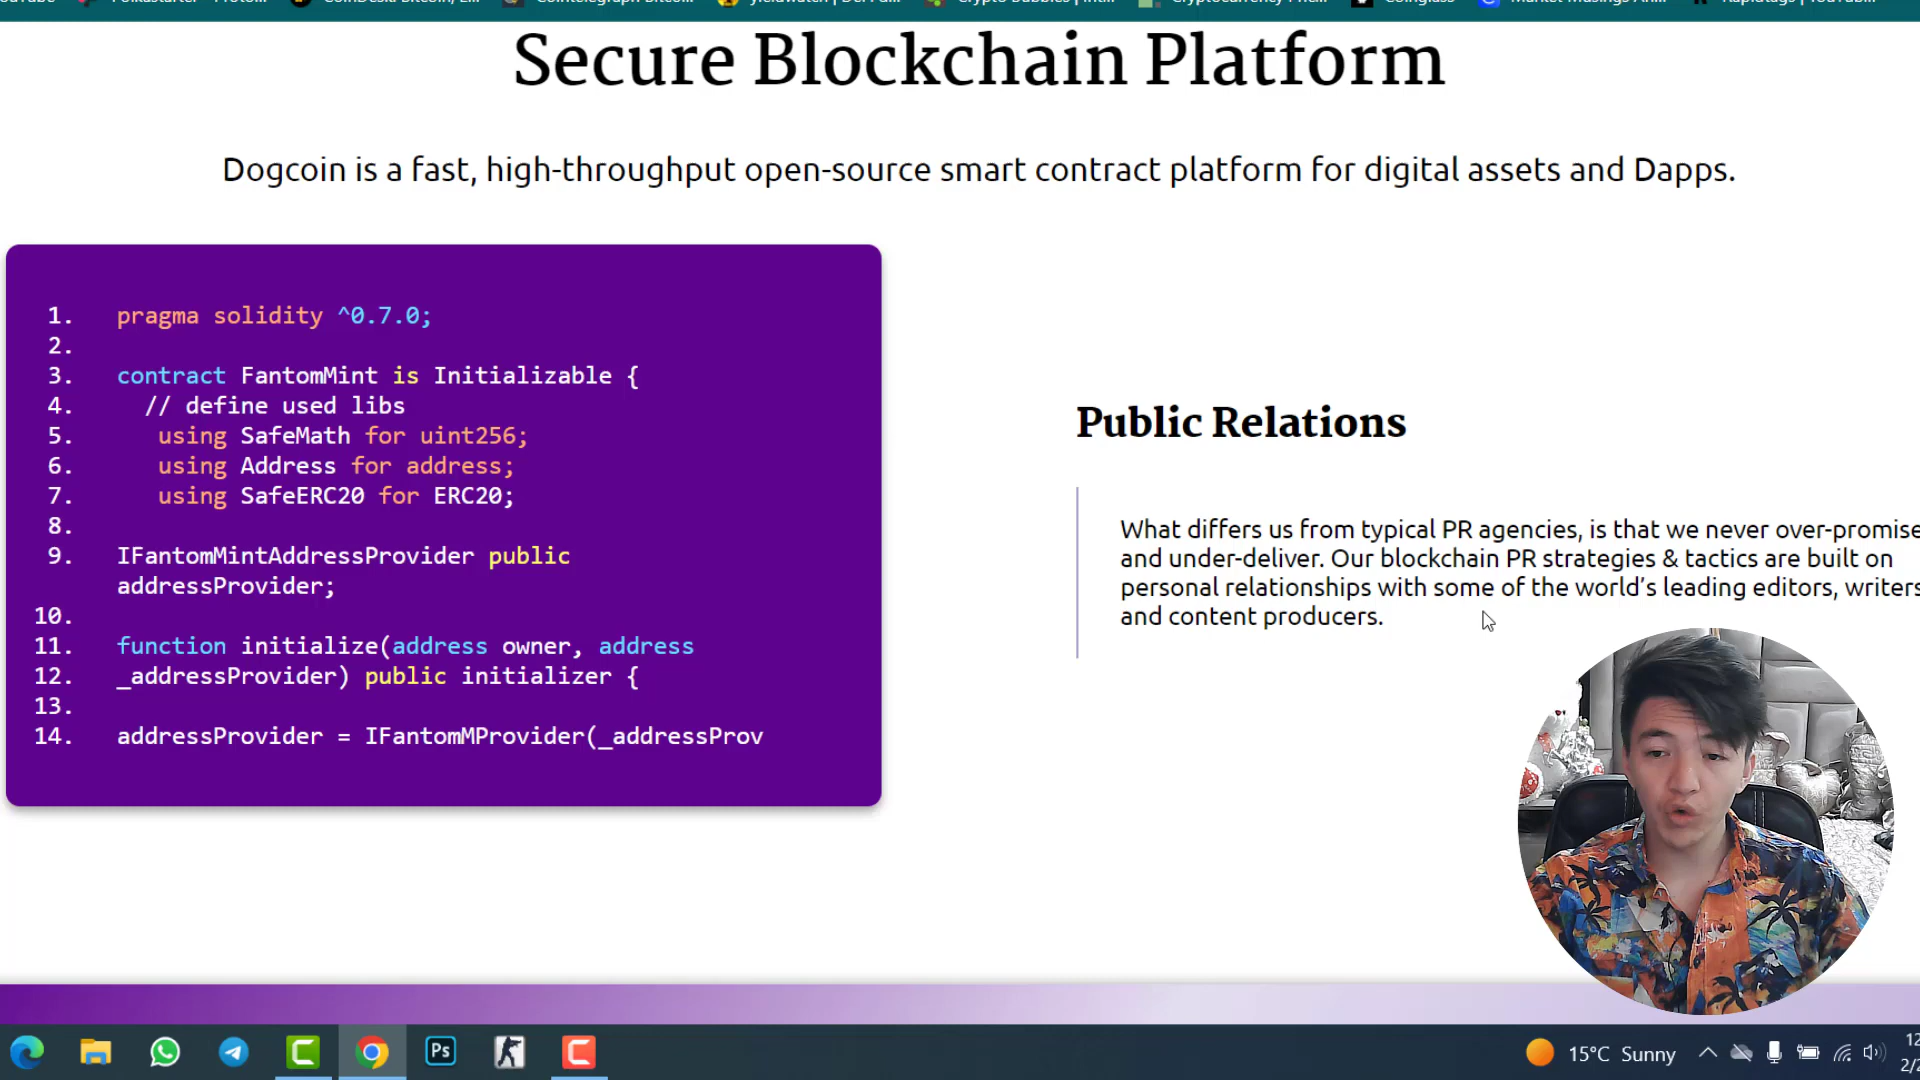 Secure Blockchain Platform
Dogcoin is a fast, high-throughput open-source smart contract platform for digital assets and Dapps.
1. pragma solidity ^0.7.0;
2.
3. contract FantomMint is Initializable {
4. // define used libs
5. using SafeMath for uint256;
6. using Address for address;
7. using SafeERC20 for ERC20;
8.
9. IFantomMintAddressProvider public
addressProvider;
10.
11. function initialize(address owner, address
12. _addressProvider) public initializer {
13.
14. addressProvider = IFantomMProvider(_addressProv
Public Relations
What differs us from typical PR agencies, is that we never over-promise
and under-deliver. Our blockchain PR strategies & tactics are built on
personal relationships with some of the world's leading editors, writers
and content producers.
Ps
15°C Sunny